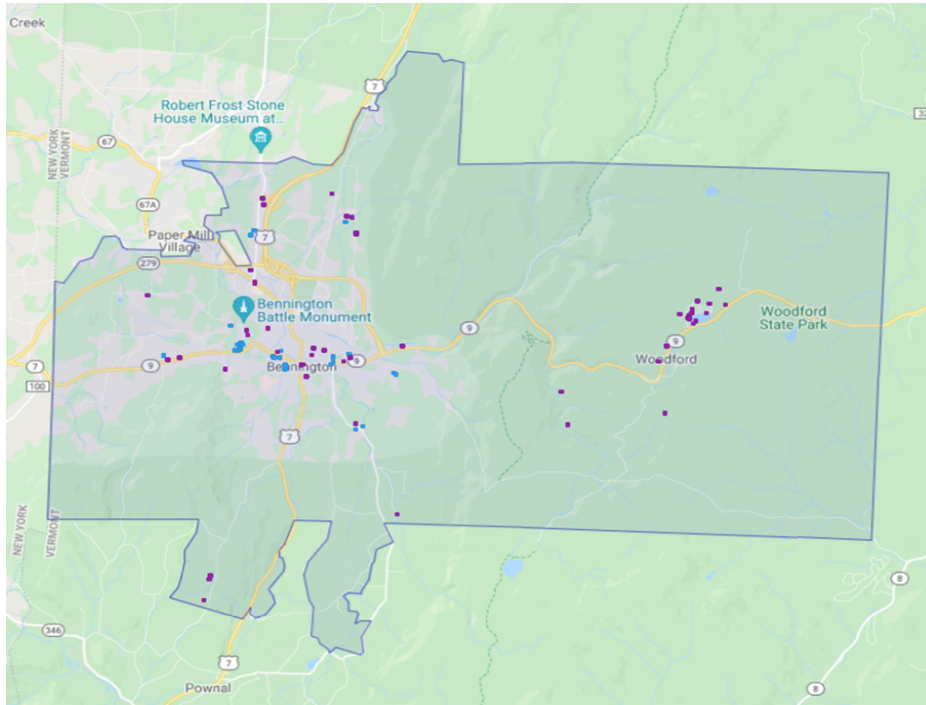 Creek
7
Robert Frost Stone
House Museum at...
67
NEW YORK
VERMONT
67A
Paper Mill
Village
7
279
Bennington
Battle Monument
9
Woodford
State Park
9
7
9
Bennington
9
Woodford
100
7
NEW YORK
VERMONT
8
346
7
Pownal
8